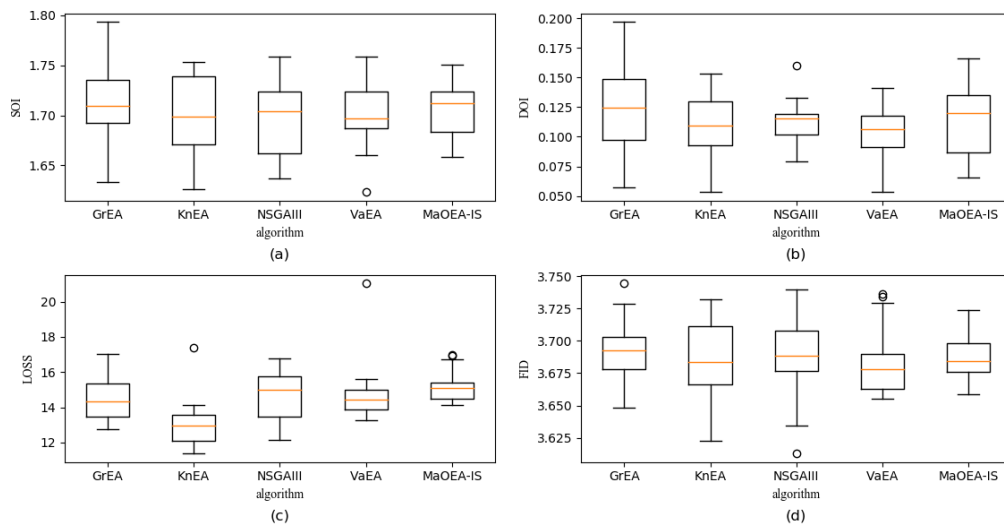 1.80
1.75
1.70
1.65
SOI
GrEA KnEA NSGAIII VaEA MaOEA-IS
algorithm
(a)
0.200
0.175
0.150
0.125
0.100
0.075
0.050
DOI
GrEA KnEA NSGAIII VaEA MaOEA-IS
algorithm
(b)
20
18
16
14
12
LOSS
GrEA KnEA NSGAIII VaEA MaOEA-IS
algorithm
(c)
3.750
3.725
3.700
3.675
3.650
3.625
FID
GrEA KnEA NSGAIII VaEA MaOEA-IS
algorithm
(d)